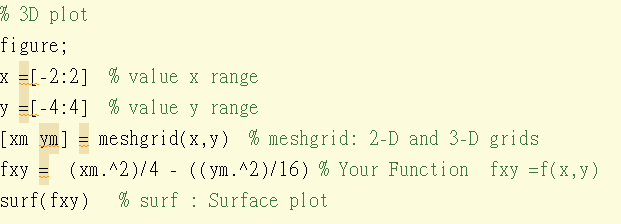 % 3D plot
figure;
x =[-2:2]  % value x range
y =[-4:4]  % value y range
[xm ym] = meshgrid(x,y)  % meshgrid: 2-D and 3-D grids
fxy =  (xm.^2)/4 - ((ym.^2)/16) % Your Function  fxy =f(x,y)
surf(fxy)   % surf : Surface plot